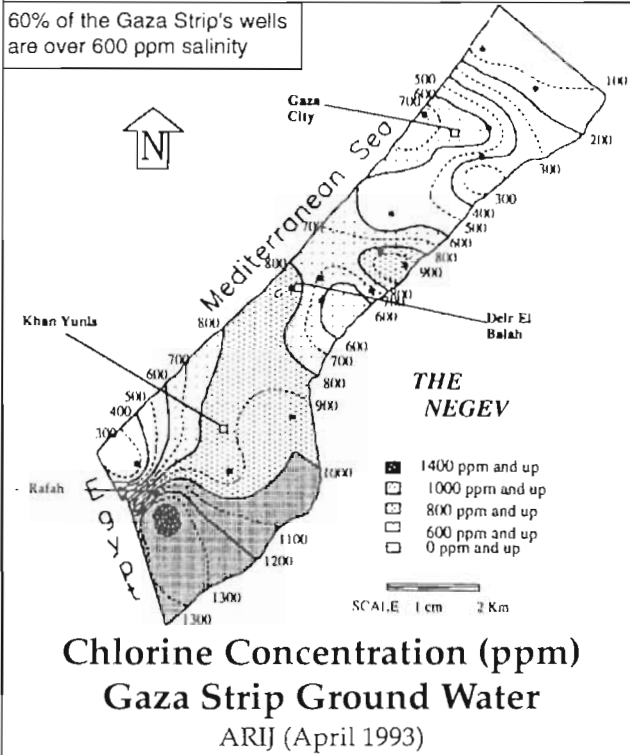 60% of the Gaza Strip's wells
are over 600 ppm salinity
N
Gaza
City
Mediterranean Sea
Khan Yunis
Rafah
Egypt
Deir El
Balah
THE
NEGEV
100
200
300
300
400
500
600
800
900
800
700
600
600
700
800
900
1000
1100
1200
1300
1300
500
600
700
700
800
800
700
600
500
400
300
1400 ppm and up
1000 ppm and up
800 ppm and up
600 ppm and up
0 ppm and up
SCALE 1 cm 2 Km
Chlorine Concentration (ppm)
Gaza Strip Ground Water
ARIJ (April 1993)